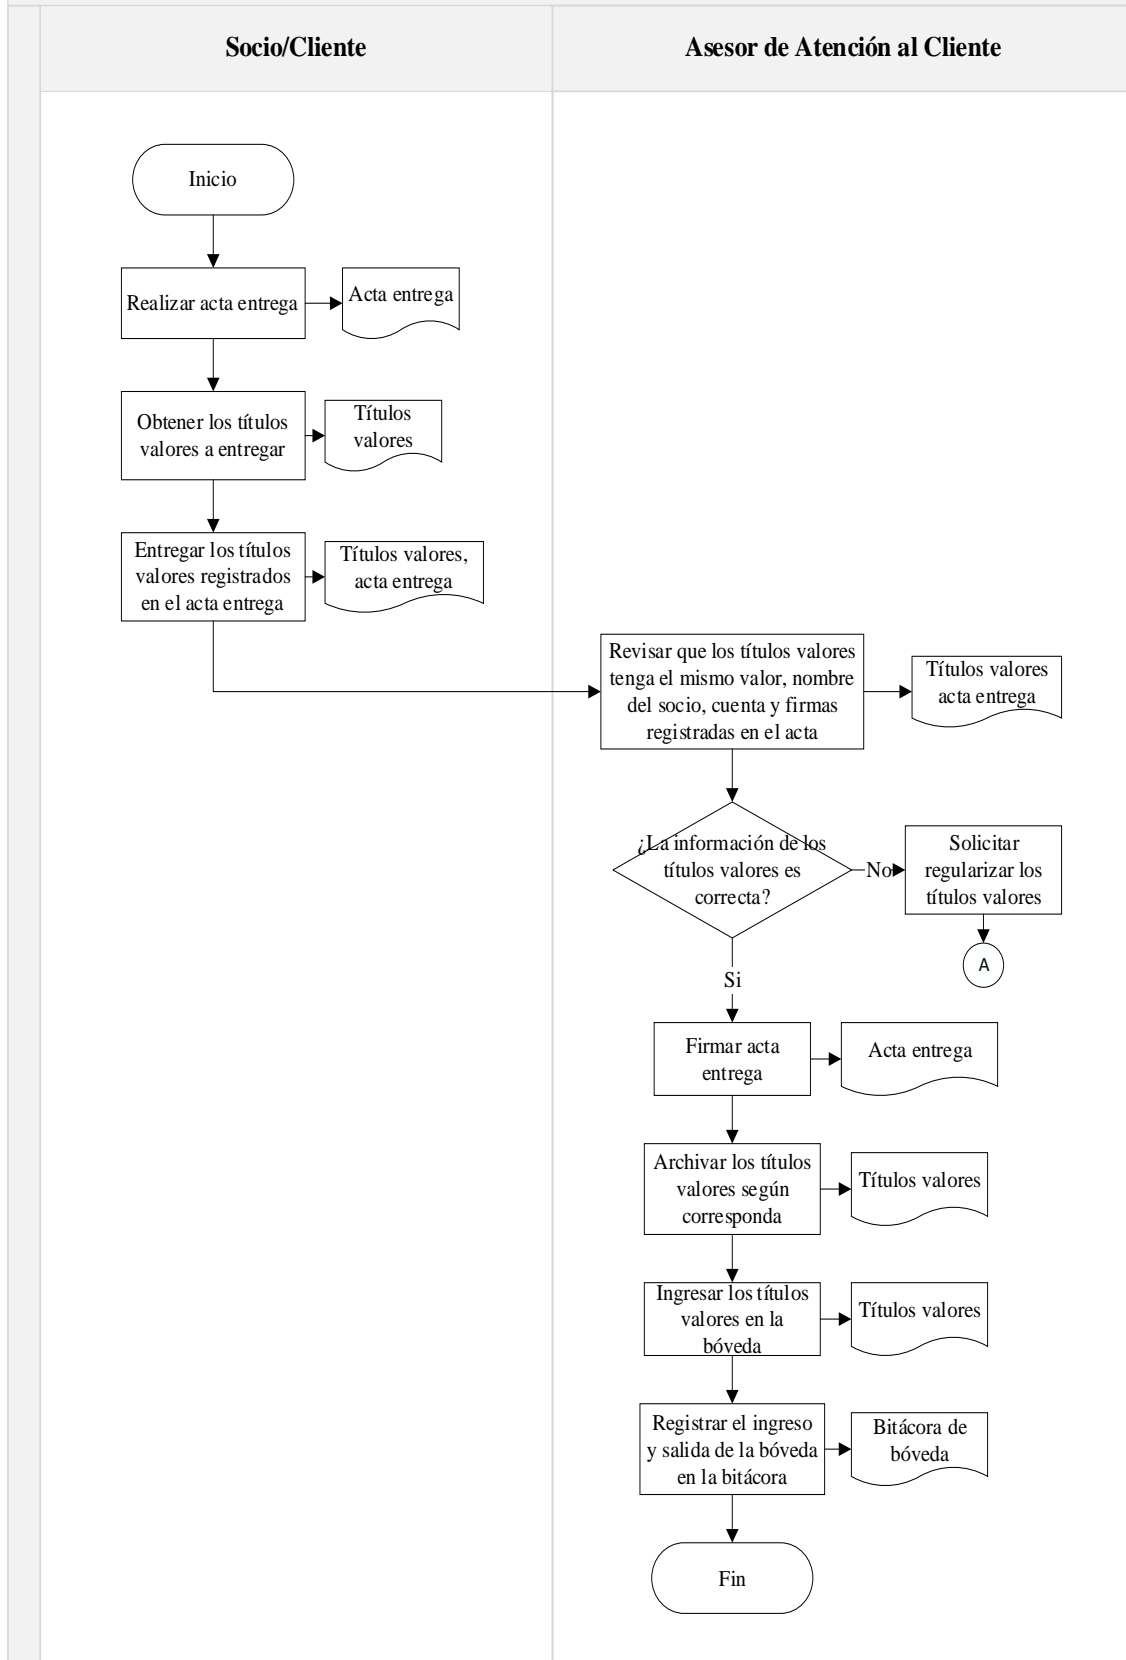 Socio/Cliente
Asesor de Atención al Cliente
Inicio
Realizar acta entrega
Acta entrega
Obtener los títulos
valores a entregar
Títulos
valores
Entregar los títulos
valores registrados
en el acta entrega
Títulos valores,
acta entrega
Revisar que los títulos valores
tenga el mismo valor, nombre
del socio, cuenta y firmas
registradas en el acta
Títulos valores
acta entrega
¿La información de los
títulos valores es
correcta?
No
Solicitar
regularizar los
títulos valores
A
Si
Firmar acta
entrega
Acta entrega
Archivar los títulos
valores según
corresponda
Títulos valores
Ingresar los títulos
valores en la
bóveda
Títulos valores
Registrar el ingreso
y salida de la bóveda
en la bitácora
Bitácora de
bóveda
Fin